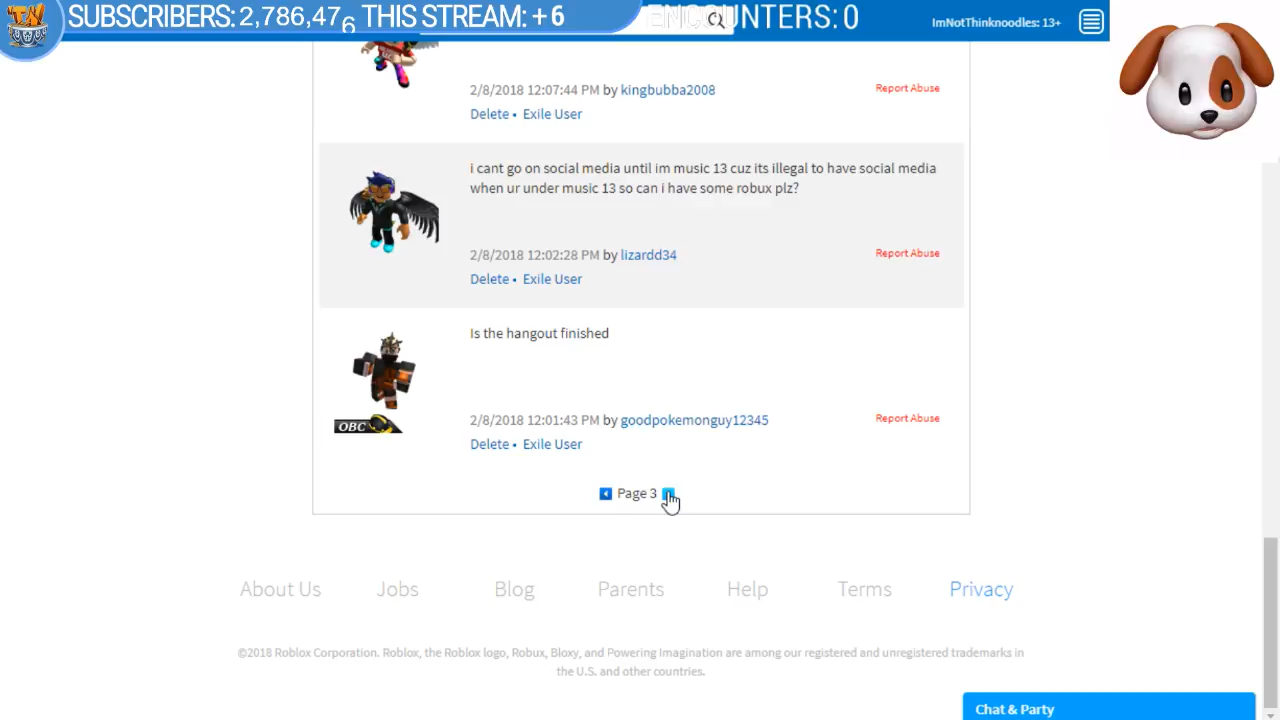 SUBSCRIBERS: 2,786,476 THIS STREAM: +6
ENCOUNTERS: 0
ImNotThinknoodles: 13+
2/8/2018 12:07:44 PM by kingbubba2008
Report Abuse
Delete • Exile User
i cant go on social media until im music 13 cuz its illegal to have social media
when ur under music 13 so can i have some robux plz?
2/8/2018 12:02:28 PM by lizardd34
Report Abuse
Delete • Exile User
Is the hangout finished
OBC
2/8/2018 12:01:43 PM by goodpokemonguy12345
Report Abuse
Delete • Exile User
Page 3
About Us
Jobs
Blog
Parents
Help
Terms
Privacy
©2018 Roblox Corporation. Roblox, the Roblox logo, Robux, Bloxy, and Powering Imagination are among our registered and unregistered trademarks in
the U.S. and other countries.
Chat & Party